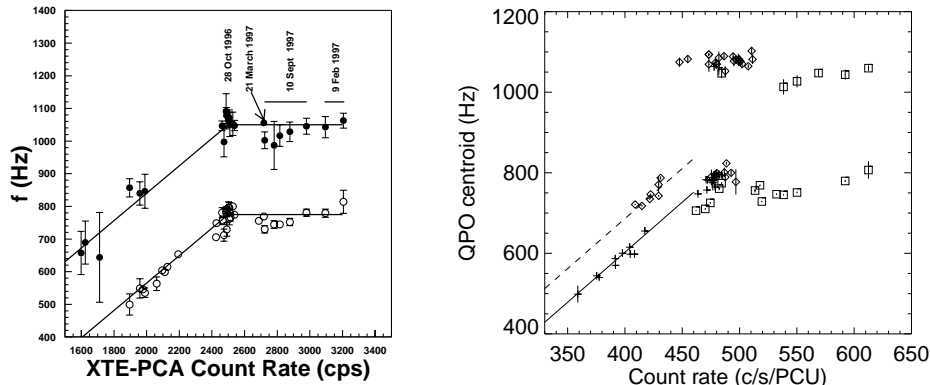 1400
1300
1200
1100
1000
900
800
700
600
500
400
f (Hz)
28 Oct 1996
21 March 1997
10 Sept 1997
9 Feb 1997
1600 2000 2200 2400 2600 2800 3000 3200 3400
XTE-PCA Count Rate (cps)
1200
1000
800
600
400
QPO centroid (Hz)
350 400 450 500 550 600 650
Count rate (c/s/PCU)